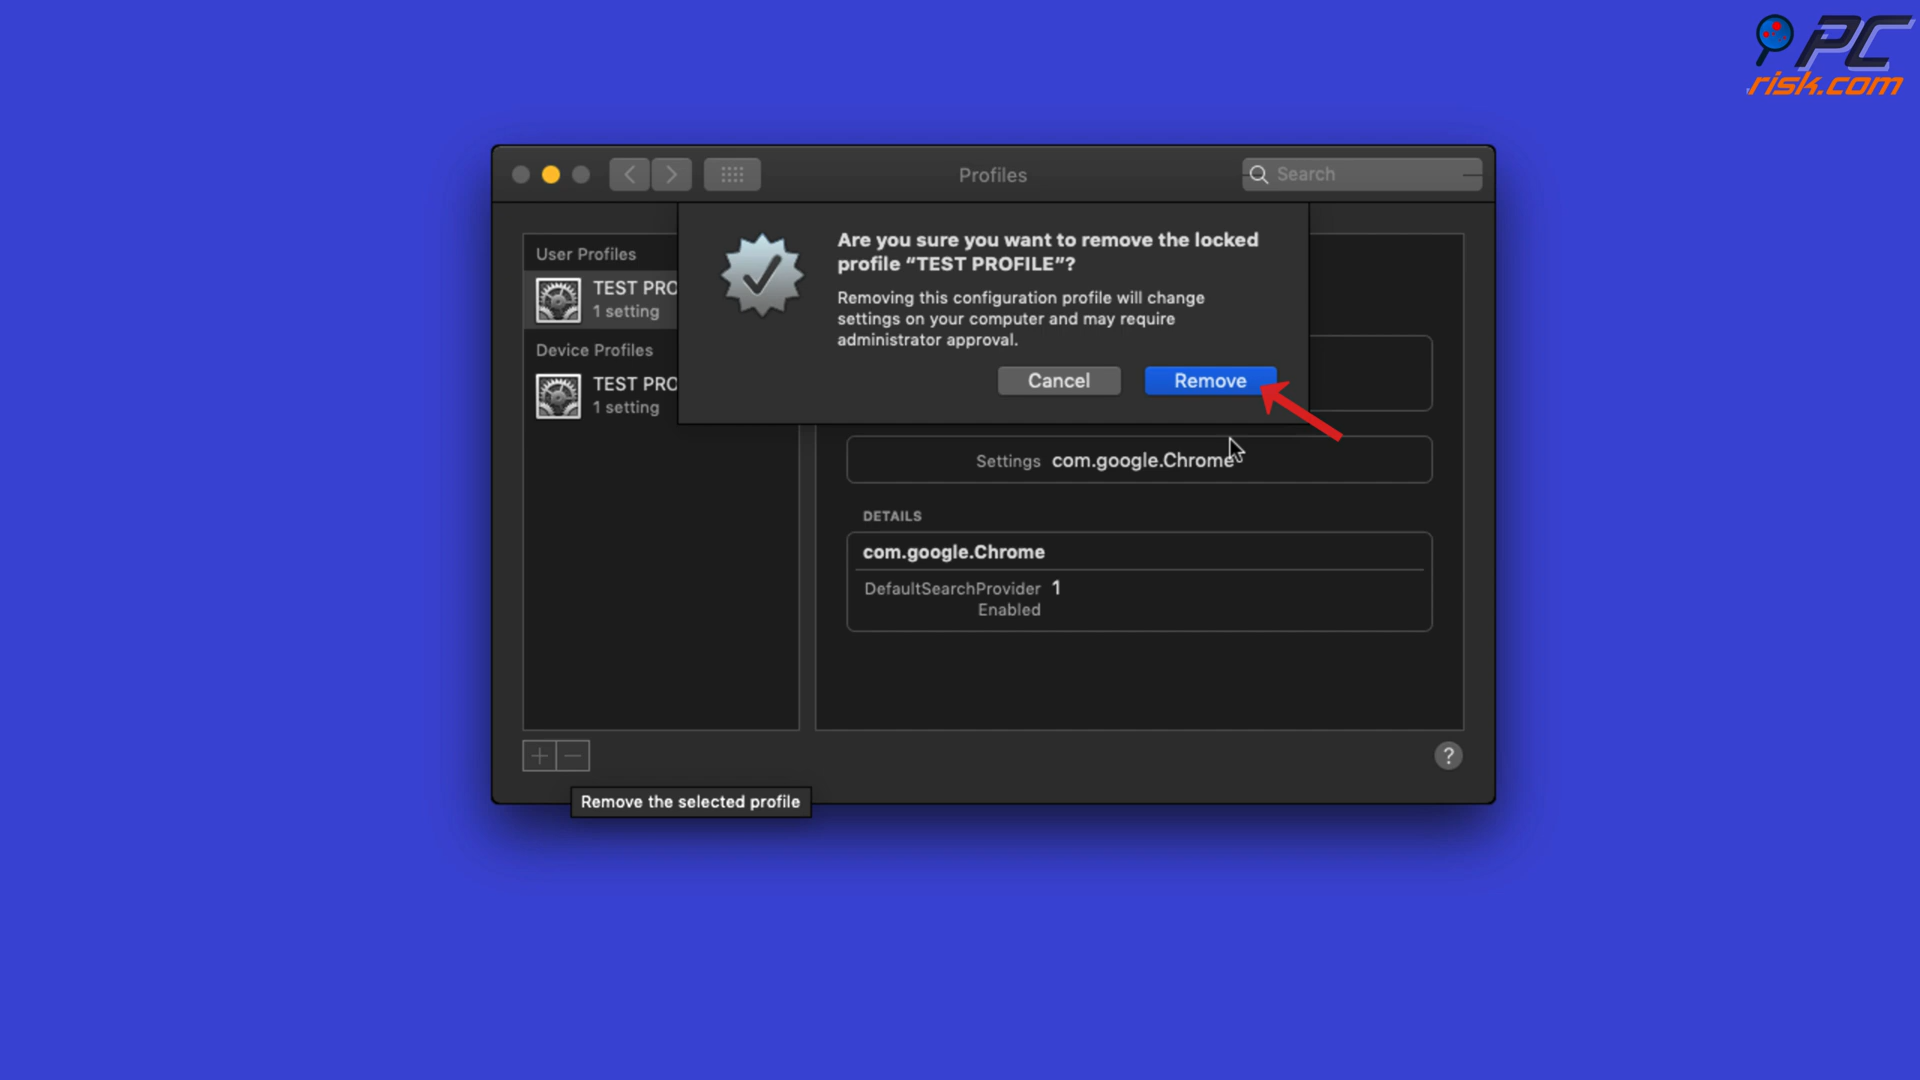 PC
risk.com
Profiles
Search
User Profiles
TEST PRO
1 setting
Device Profiles
TEST PRO
1 setting
Are you sure you want to remove the locked
profile “TEST PROFILE”?
Removing this configuration profile will change
settings on your computer and may require
administrator approval.
Cancel
Remove
Settings com.google.Chrome
DETAILS
com.google.Chrome
DefaultSearchProvider 1
Enabled
?
Remove the selected profile